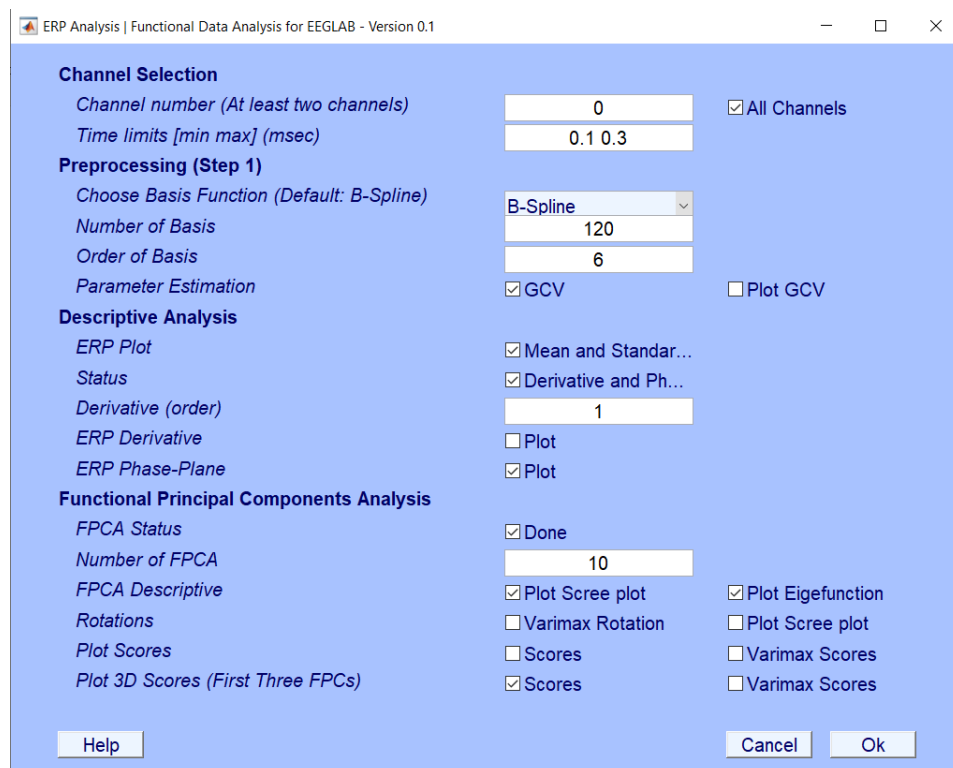 ERP Analysis | Functional Data Analysis for EEGLAB - Version 0.1
Channel Selection
Channel number (At least two channels) 0 All Channels
Time limits [min max] (msec) 0.1 0.3
Preprocessing (Step 1)
Choose Basis Function (Default: B-Spline) B-Spline
Number of Basis 120
Order of Basis 6
Parameter Estimation GCV Plot GCV
Descriptive Analysis
ERP Plot Mean and Standar...
Status Derivative and Ph...
Derivative (order) 1
ERP Derivative Plot
ERP Phase-Plane Plot
Functional Principal Components Analysis
FPCA Status Done
Number of FPCA 10
FPCA Descriptive Plot Scree plot Plot Eigefunction
Rotations Varimax Rotation Plot Scree plot
Plot Scores Scores Varimax Scores
Plot 3D Scores (First Three FPCs) Scores Varimax Scores
Help Cancel Ok